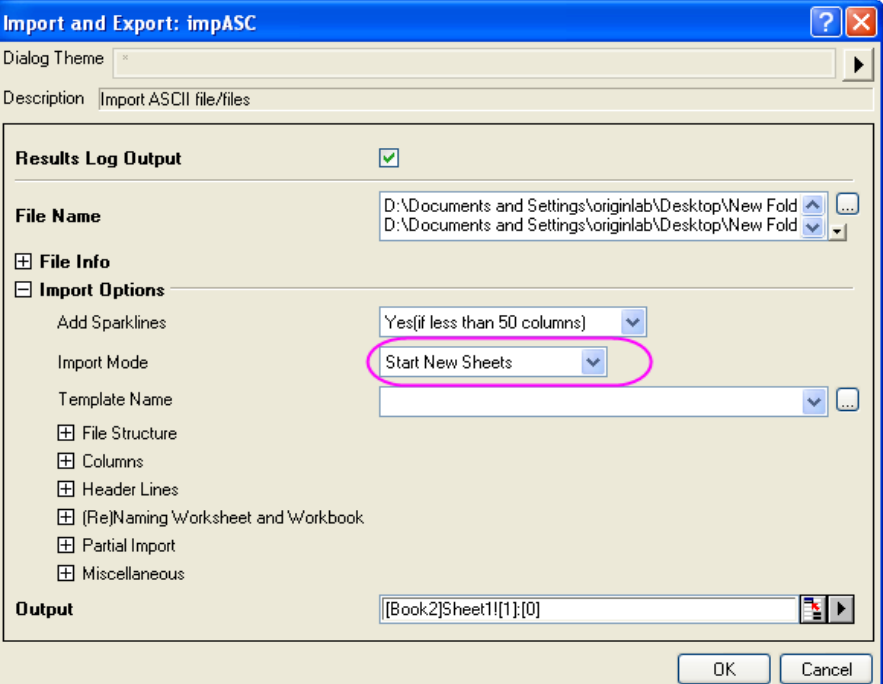 Import and Export: impASC
Dialog Theme *
Description Import ASCII file/files
Results Log Output
File Name D:\Documents and Settings\originlab\Desktop\New Fold
D:\Documents and Settings\originlab\Desktop\New Fold
File Info
Import Options
Add Sparklines Yes(if less than 50 columns)
Import Mode Start New Sheets
Template Name
File Structure
Columns
Header Lines
(Re)Naming Worksheet and Workbook
Partial Import
Miscellaneous
Output [Book2]Sheet1![1]:[0]
OK Cancel